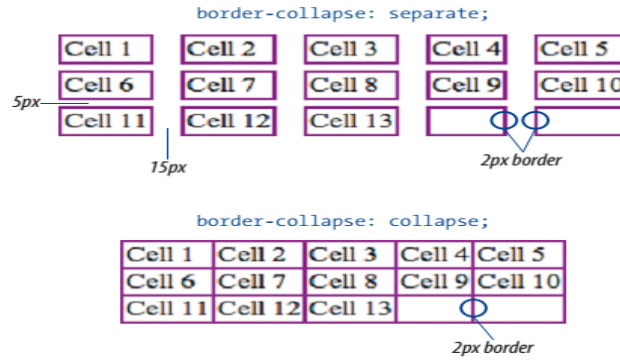 border-collapse: separate;
Cell 1 Cell 2 Cell 3 Cell 4 Cell 5
Cell 6 Cell 7 Cell 8 Cell 9 Cell 10
5px
Cell 11 Cell 12 Cell 13
15px 2px border
border-collapse: collapse;
Cell 1 Cell 2 Cell 3 Cell 4 Cell 5
Cell 6 Cell 7 Cell 8 Cell 9 Cell 10
Cell 11 Cell 12 Cell 13
2px border